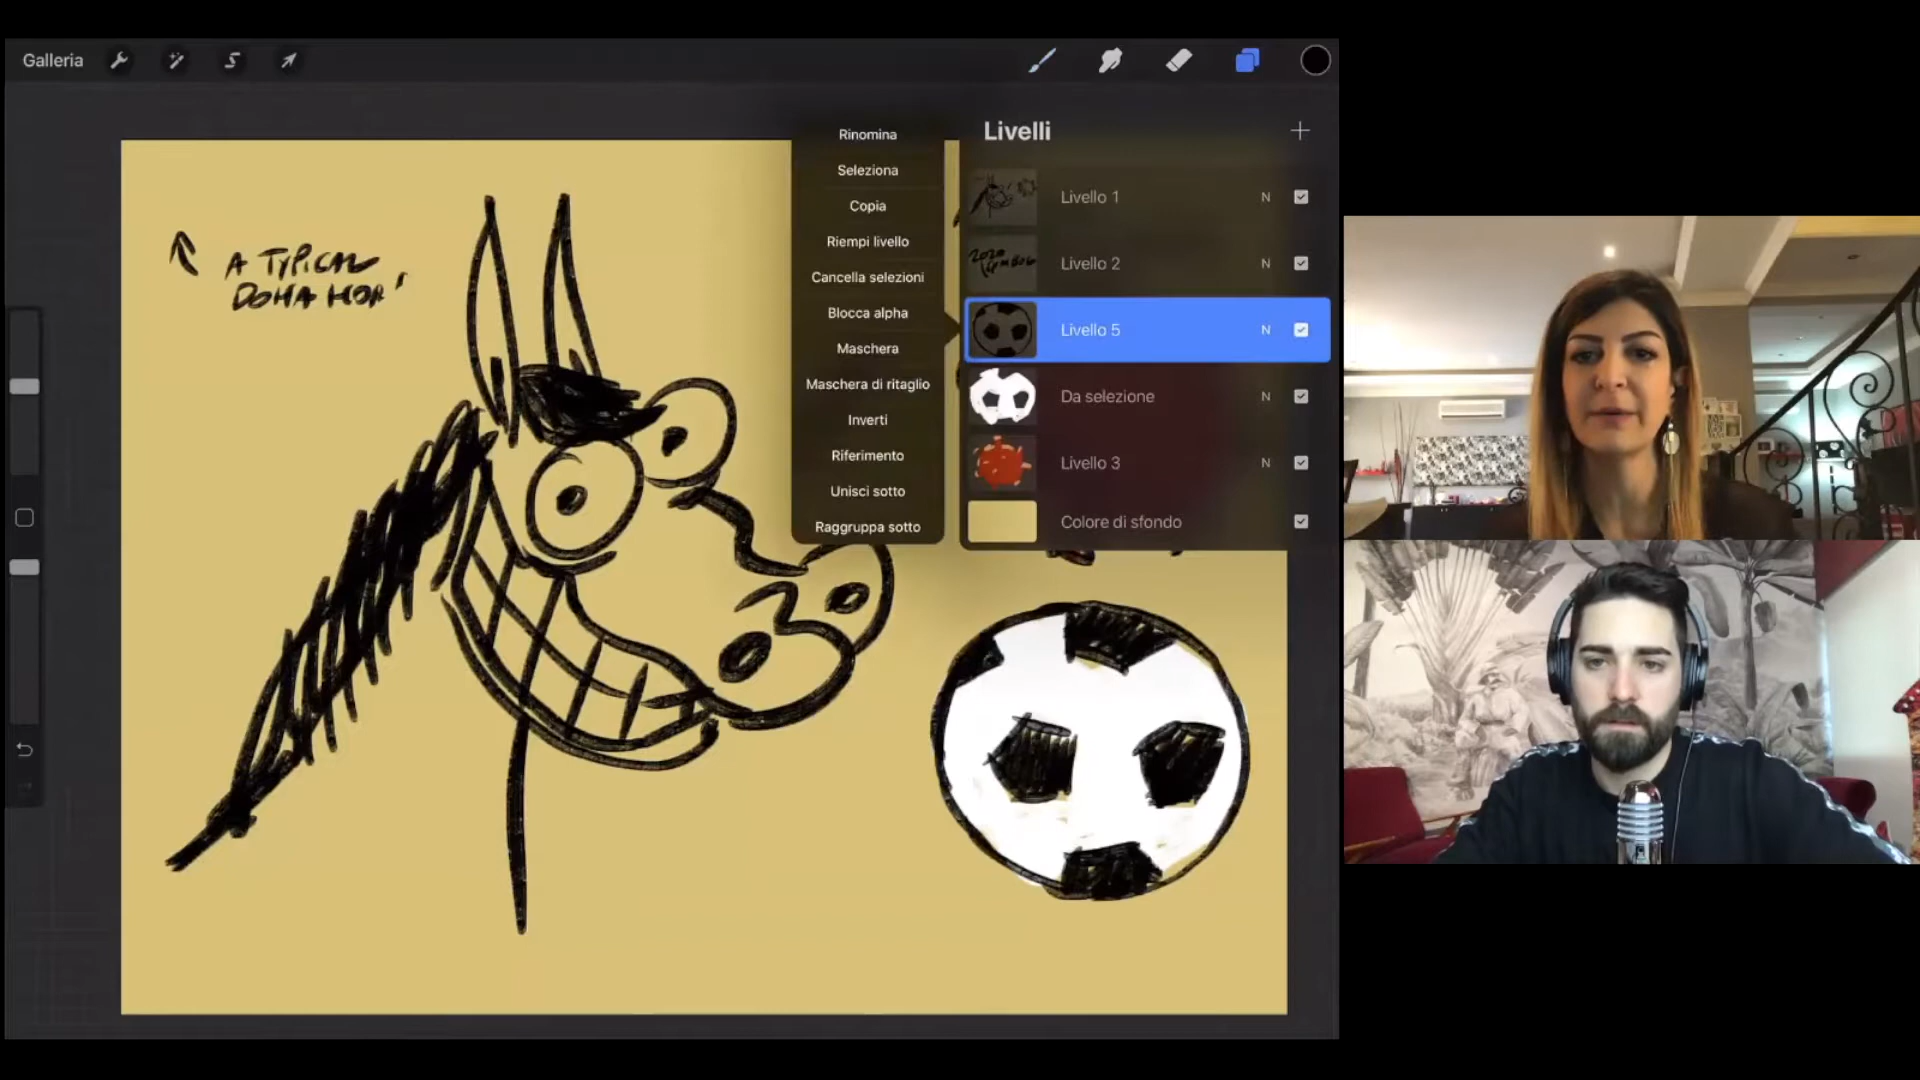 Galleria
A TYPICAL
DOHA HOR
Rinomina
Seleziona
Copia
Riempi livello
Cancella selezioni
Blocca alpha
Maschera
Maschera di ritaglio
Inverti
Riferimento
Unisci sotto
Raggruppa sotto
Livelli
Livello 1 N
Livello 2 N
Livello 5 N
Da selezione N
Livello 3 N
Colore di sfondo